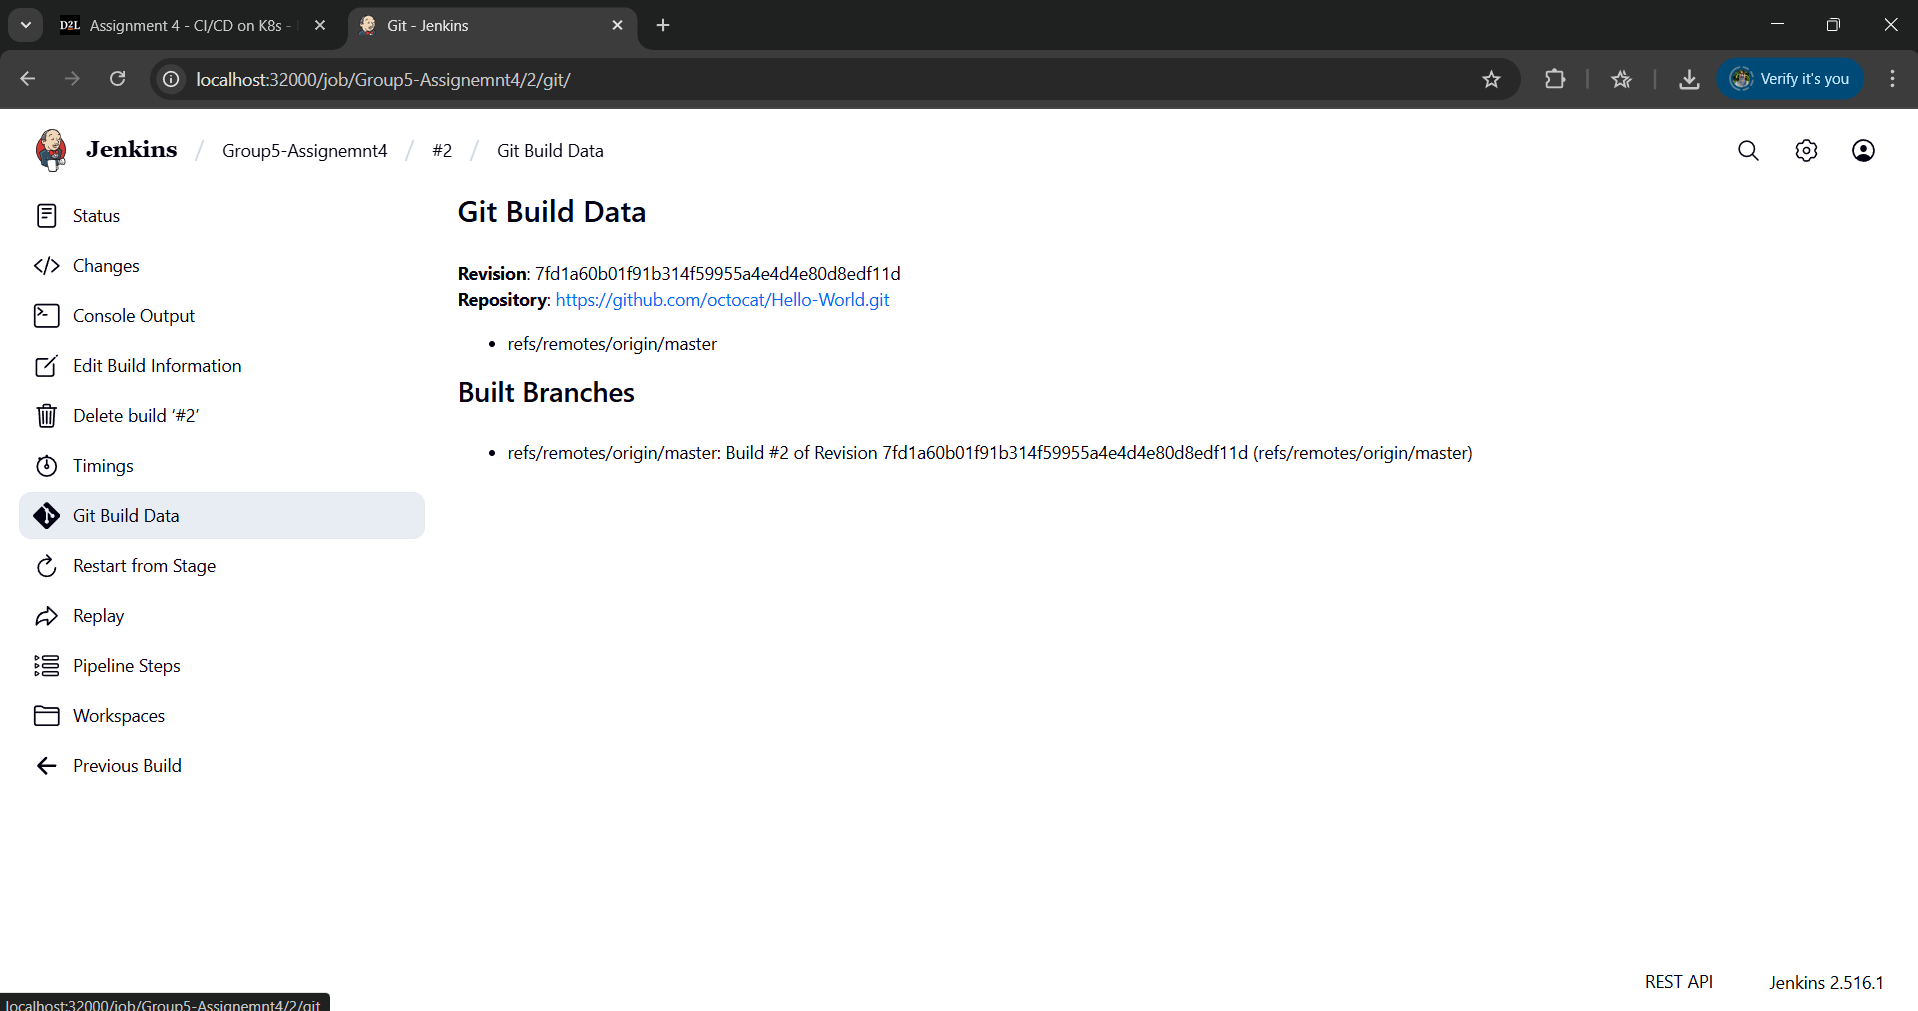 D2L Assignment 4 - CI/CD on K8s -
Git - Jenkins
localhost:32000/job/Group5-Assignemnt4/2/git/
Verify it's you
Jenkins / Group5-Assignemnt4 / #2 / Git Build Data
Status
Changes
Console Output
Edit Build Information
Delete build ‘#2’
Timings
Git Build Data
Restart from Stage
Replay
Pipeline Steps
Workspaces
Previous Build
Git Build Data
Revision: 7fd1a60b01f91b314f59955a4e4d4e80d8edf11d
Repository: https://github.com/octocat/Hello-World.git
• refs/remotes/origin/master
Built Branches
• refs/remotes/origin/master: Build #2 of Revision 7fd1a60b01f91b314f59955a4e4d4e80d8edf11d (refs/remotes/origin/master)
REST API
Jenkins 2.516.1
localhost:32000/job/Group5-Assignemnt4/2/git